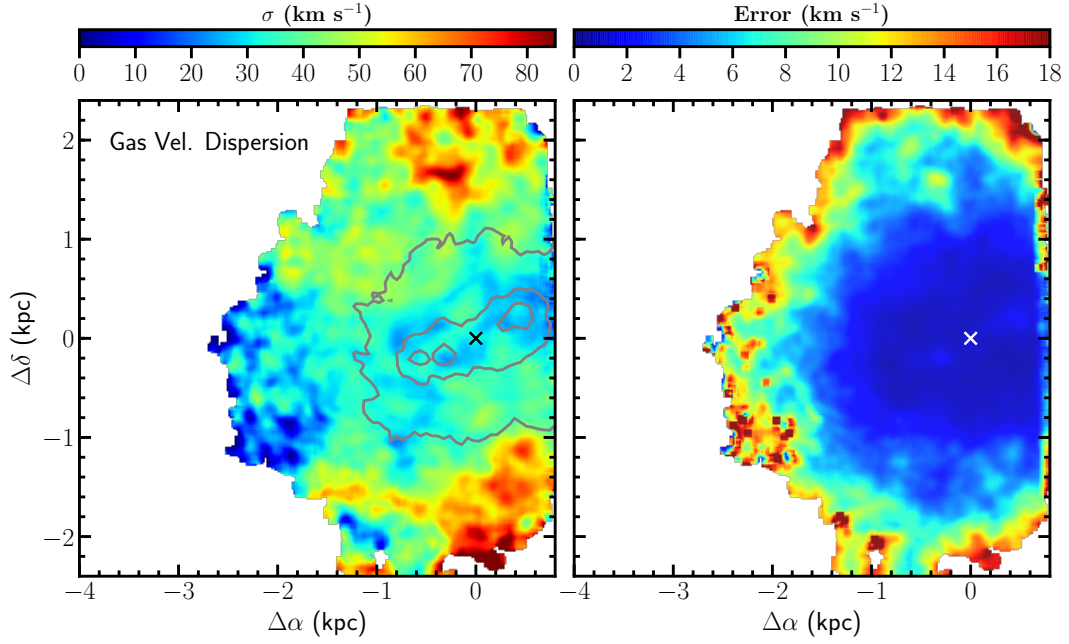 σ (km s⁻¹) Error (km s⁻¹)
0 10 20 30 40 50 60 70 80 0 2 4 6 8 10 12 14 16 18
Gas Vel. Dispersion
2
1
0
−1
−2
Δδ (kpc)
−4 −3 −2 −1 0 −4 −3 −2 −1 0
Δα (kpc) Δα (kpc)